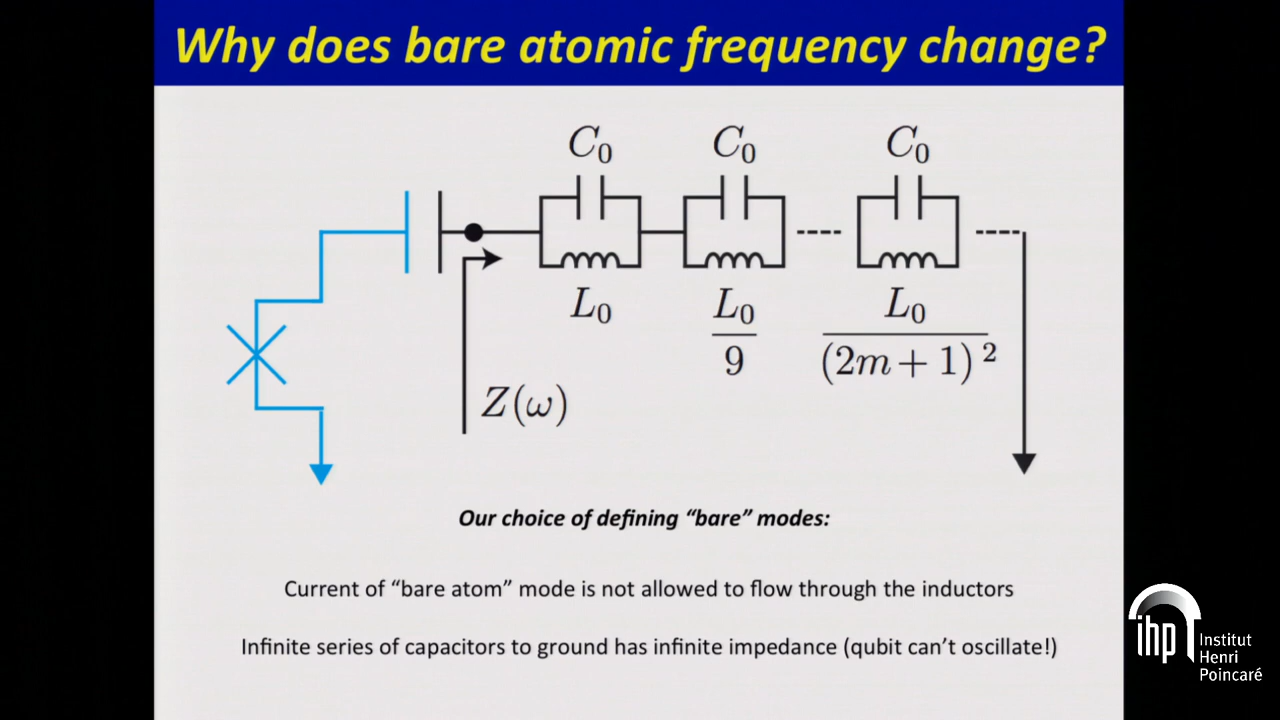 Why does bare atomic frequency change?
C₀ C₀ C₀
L₀ L₀/9 L₀/(2m + 1)²
Z(ω)
Our choice of defining “bare” modes:
Current of “bare atom” mode is not allowed to flow through the inductors
Infinite series of capacitors to ground has infinite impedance (qubit can’t oscillate!)
ihp
Institut
Henri
Poincaré